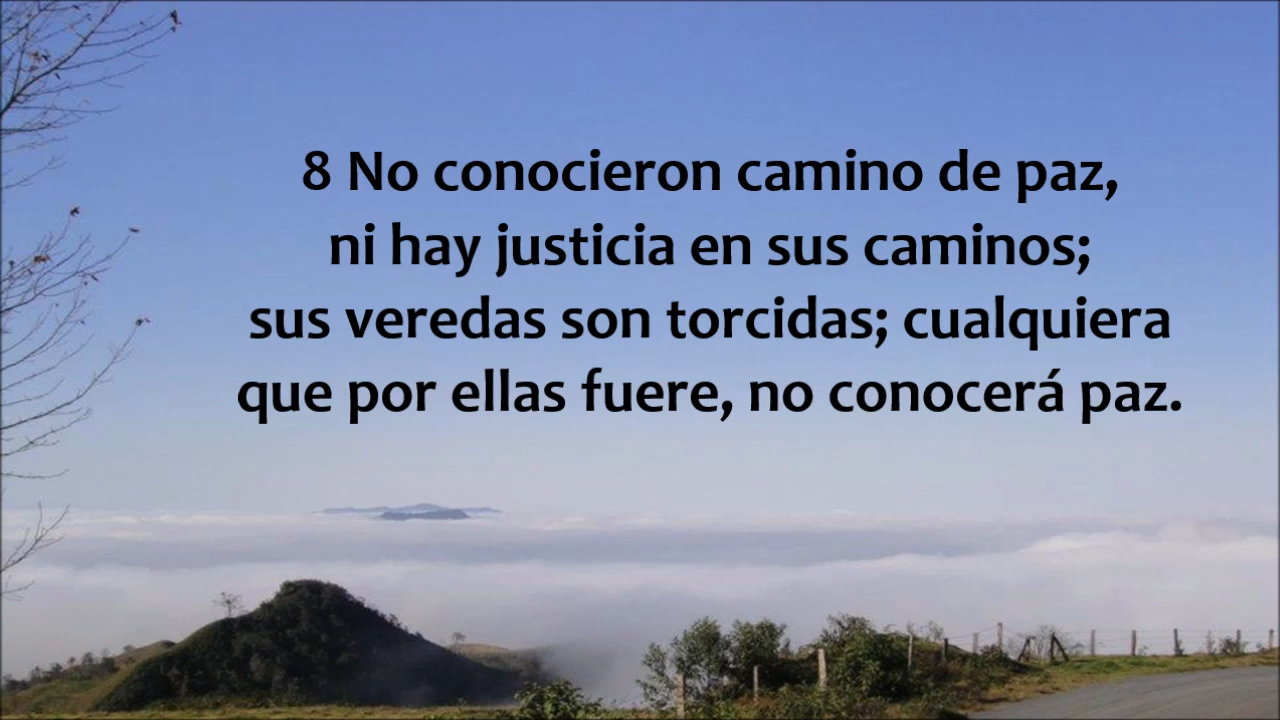 8 No conocieron camino de paz,
ni hay justicia en sus caminos;
sus veredas son torcidas; cualquiera
que por ellas fuere, no conocerá paz.